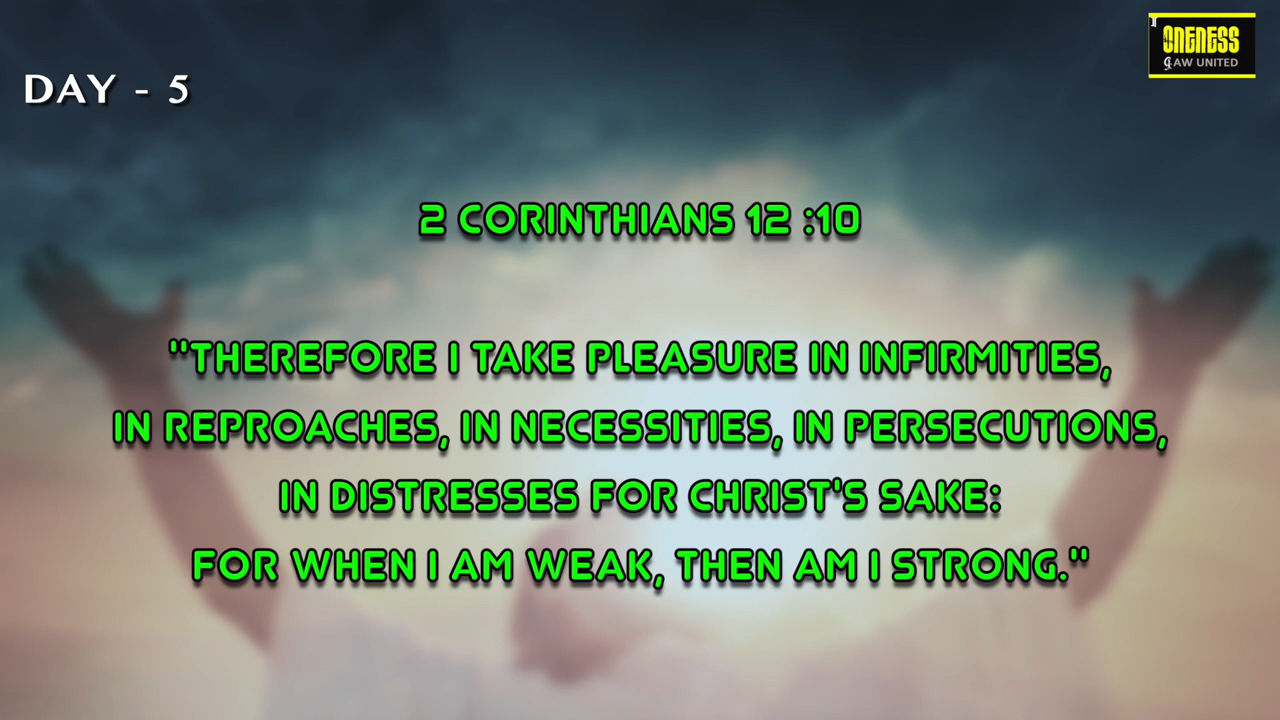 ONENESS
LAW UNITED
DAY - 5
2 CORINTHIANS 12 :10
"THEREFORE I TAKE PLEASURE IN INFIRMITIES,
IN REPROACHES, IN NECESSITIES, IN PERSECUTIONS,
IN DISTRESSES FOR CHRIST'S SAKE:
FOR WHEN I AM WEAK, THEN AM I STRONG."